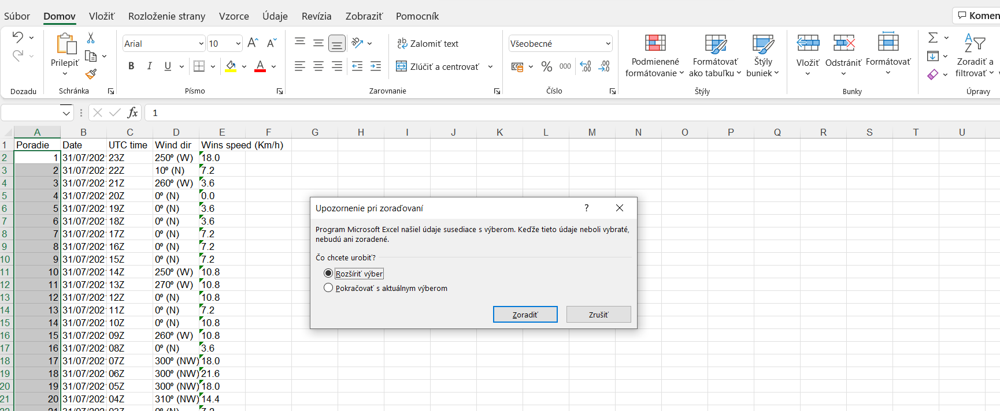 Súbor Domov Vložiť Rozloženie strany Vzorce Údaje Revízia Zobraziť Pomocník
Arial 10 A A ab Zalomiť text Všeobecné
Prilepiť B I U A Zlúčiť a centrovať % 000 ,00
Podmienené formátovanie
Formátovať ako tabuľku
Štýly buniek
Vložiť Odstrániť Formátovať
Zoradiť a filtrovať
Dozadu Schránka Písmo Zarovnanie Číslo Štýly Bunky Úpravy
fx 1
A B C D E F G H I J K L M N O P Q R S T U
1 Poradie Date UTC time Wind dir Wins speed (Km/h)
2 1 31/07/202 23Z 250º (W) 18.0
3 2 31/07/202 22Z 10º (N) 7.2
4 3 31/07/202 21Z 260º (W) 3.6
5 4 31/07/202 20Z 0º (N) 0.0
6 5 31/07/202 19Z 0º (N) 3.6
7 6 31/07/202 18Z 0º (N) 3.6
8 7 31/07/202 17Z 0º (N) 7.2
9 8 31/07/202 16Z 0º (N) 7.2
10 9 31/07/202 15Z 0º (N) 7.2
11 10 31/07/202 14Z 250º (W) 10.8
12 11 31/07/202 13Z 270º (W) 10.8
13 12 31/07/202 12Z 0º (N) 10.8
14 13 31/07/202 11Z 0º (N) 7.2
15 14 31/07/202 10Z 0º (N) 10.8
16 15 31/07/202 09Z 260º (W) 10.8
17 16 31/07/202 08Z 0º (N) 3.6
18 17 31/07/202 07Z 300º (NW) 18.0
19 18 31/07/202 06Z 300º (NW) 21.6
20 19 31/07/202 05Z 300º (NW) 18.0
21 20 31/07/202 04Z 310º (NW) 14.4
Upozornenie pri zoraďovaní ?
Program Microsoft Excel našiel údaje susediace s výberom. Keďže tieto údaje neboli vybraté,
nebudú ani zoradené.
Čo chcete urobiť?
Rozšíriť výber
Pokračovať s aktuálnym výberom
Zoradiť Zrušiť